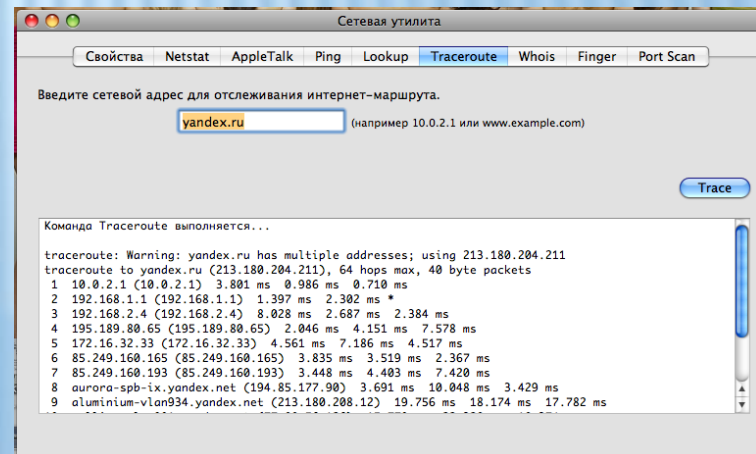 Сетевая утилита
Свойства Netstat AppleTalk Ping Lookup Traceroute Whois Finger Port Scan
Введите сетевой адрес для отслеживания интернет-маршрута.
yandex.ru (например 10.0.2.1 или www.example.com)
Trace
Команда Traceroute выполняется...
traceroute: Warning: yandex.ru has multiple addresses; using 213.180.204.211
traceroute to yandex.ru (213.180.204.211), 64 hops max, 40 byte packets
1 10.0.2.1 (10.0.2.1) 3.801 ms 0.986 ms 0.710 ms
2 192.168.1.1 (192.168.1.1) 1.397 ms 2.302 ms *
3 192.168.2.4 (192.168.2.4) 8.028 ms 2.687 ms 2.384 ms
4 195.189.80.65 (195.189.80.65) 2.046 ms 4.151 ms 7.578 ms
5 172.16.32.33 (172.16.32.33) 4.561 ms 7.186 ms 4.517 ms
6 85.249.160.165 (85.249.160.165) 3.835 ms 3.519 ms 2.367 ms
7 85.249.160.193 (85.249.160.193) 3.448 ms 4.403 ms 7.420 ms
8 aurora-spb-ix.yandex.net (194.85.177.90) 3.691 ms 10.048 ms 3.429 ms
9 aluminium-vlan934.yandex.net (213.180.208.12) 19.756 ms 18.174 ms 17.782 ms